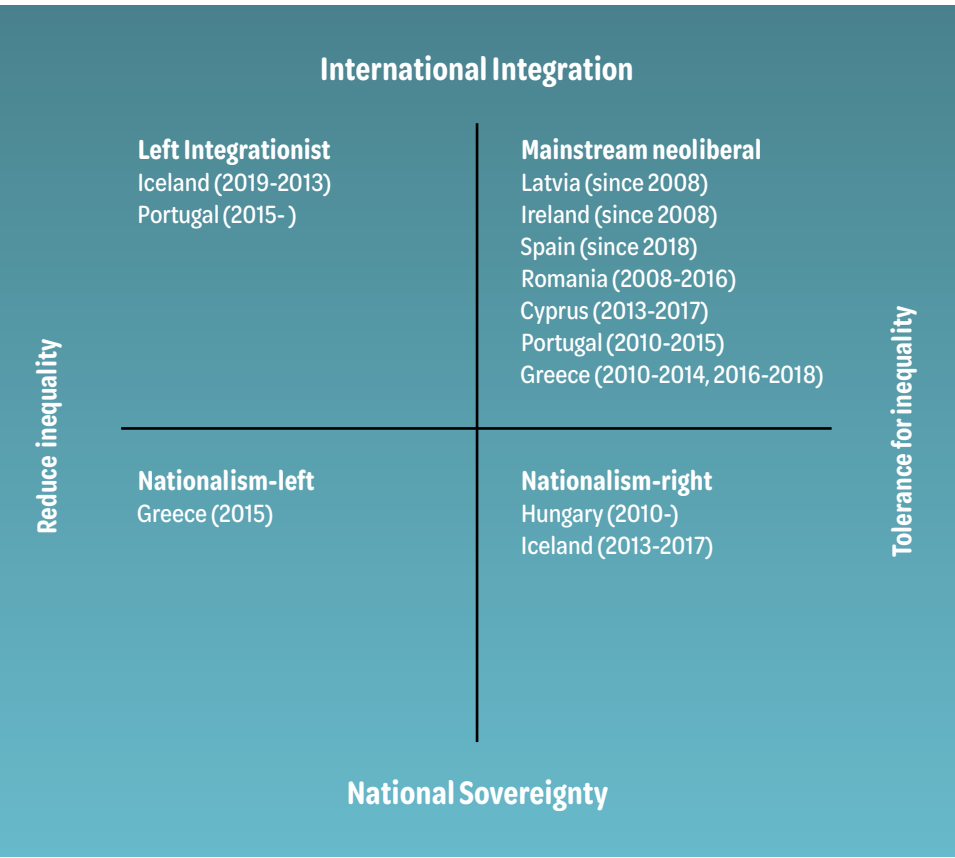 International Integration
Left Integrationist
Iceland (2019-2013)
Portugal (2015- )
Mainstream neoliberal
Latvia (since 2008)
Ireland (since 2008)
Spain (since 2018)
Romania (2008-2016)
Cyprus (2013-2017)
Portugal (2010-2015)
Greece (2010-2014, 2016-2018)
Reduce inequality
Tolerance for inequality
Nationalism-left
Greece (2015)
Nationalism-right
Hungary (2010-)
Iceland (2013-2017)
National Sovereignty